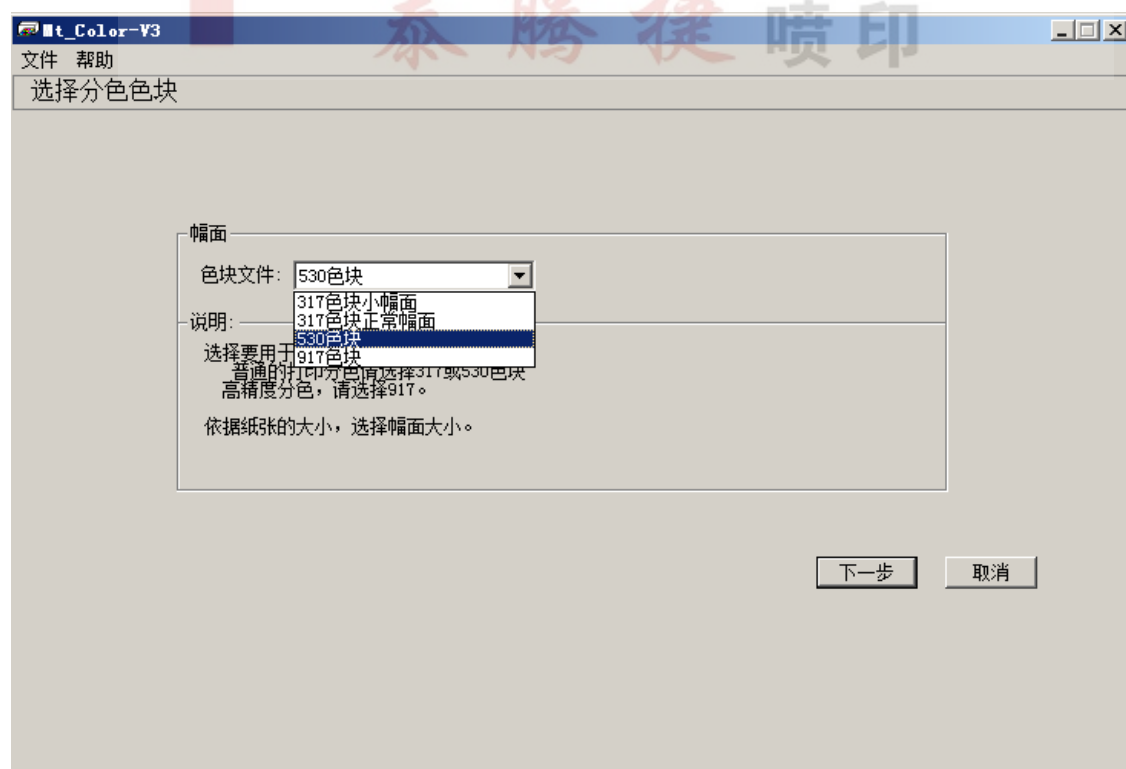 泰腾捷喷印
Mt_Color-V3
文件 帮助
选择分色色块
幅面
色块文件: 530色块
317色块小幅面
317色块正常幅面
说明:
530色块
选择要用于
917色块
普通的打印分色请选择317或530色块
高精度分色，请选择917。
依据纸张的大小，选择幅面大小。
下一步 取消